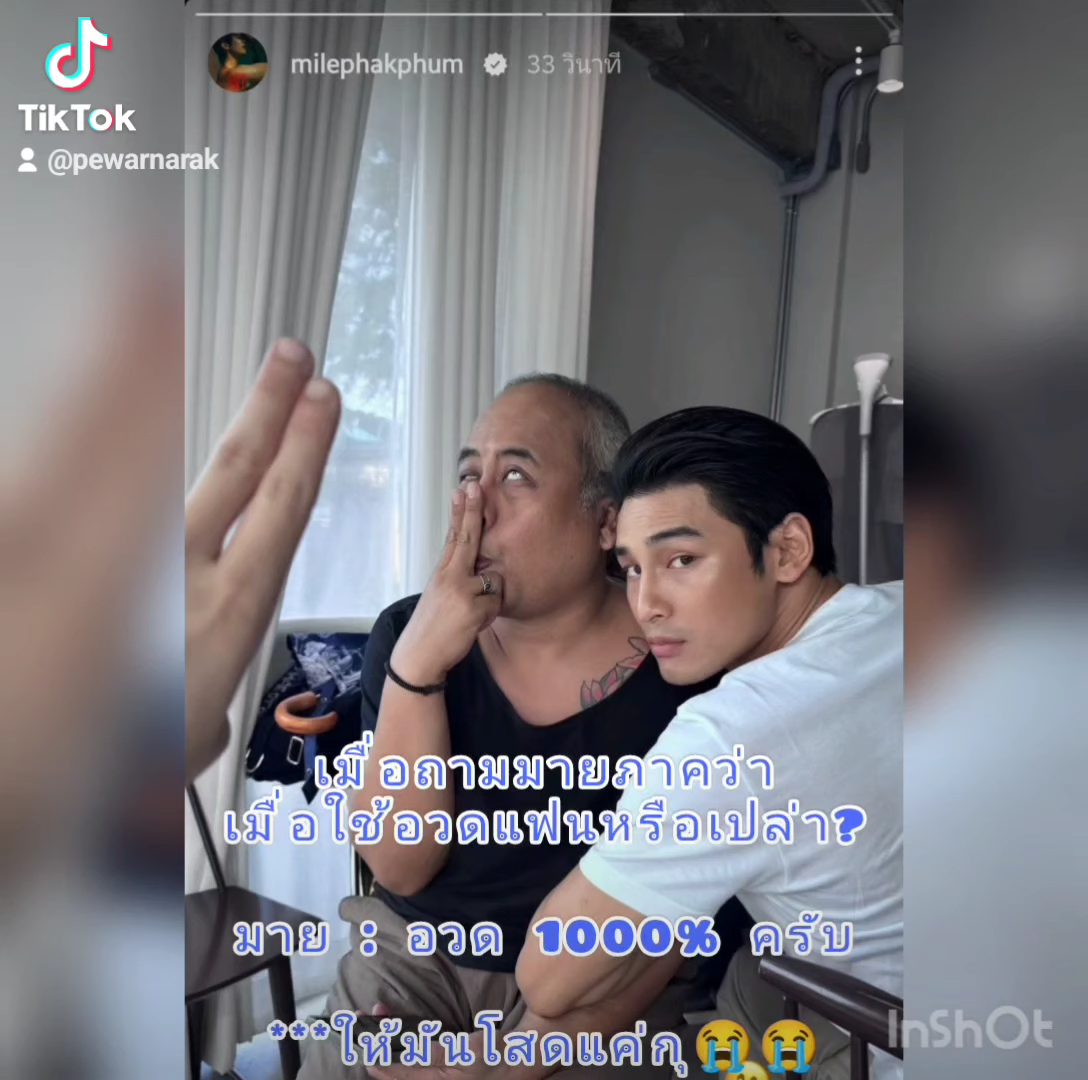 TikTok
@pewarnarak
milephakphum 33 วินาที
เมื่อถามมายภาคว่า
เมื่อใช้อวดแฟนหรือเปล่า?
มาย : อวด 1000% ครับ
***ให้มันโสดแค่กุ😭😭
InShOt